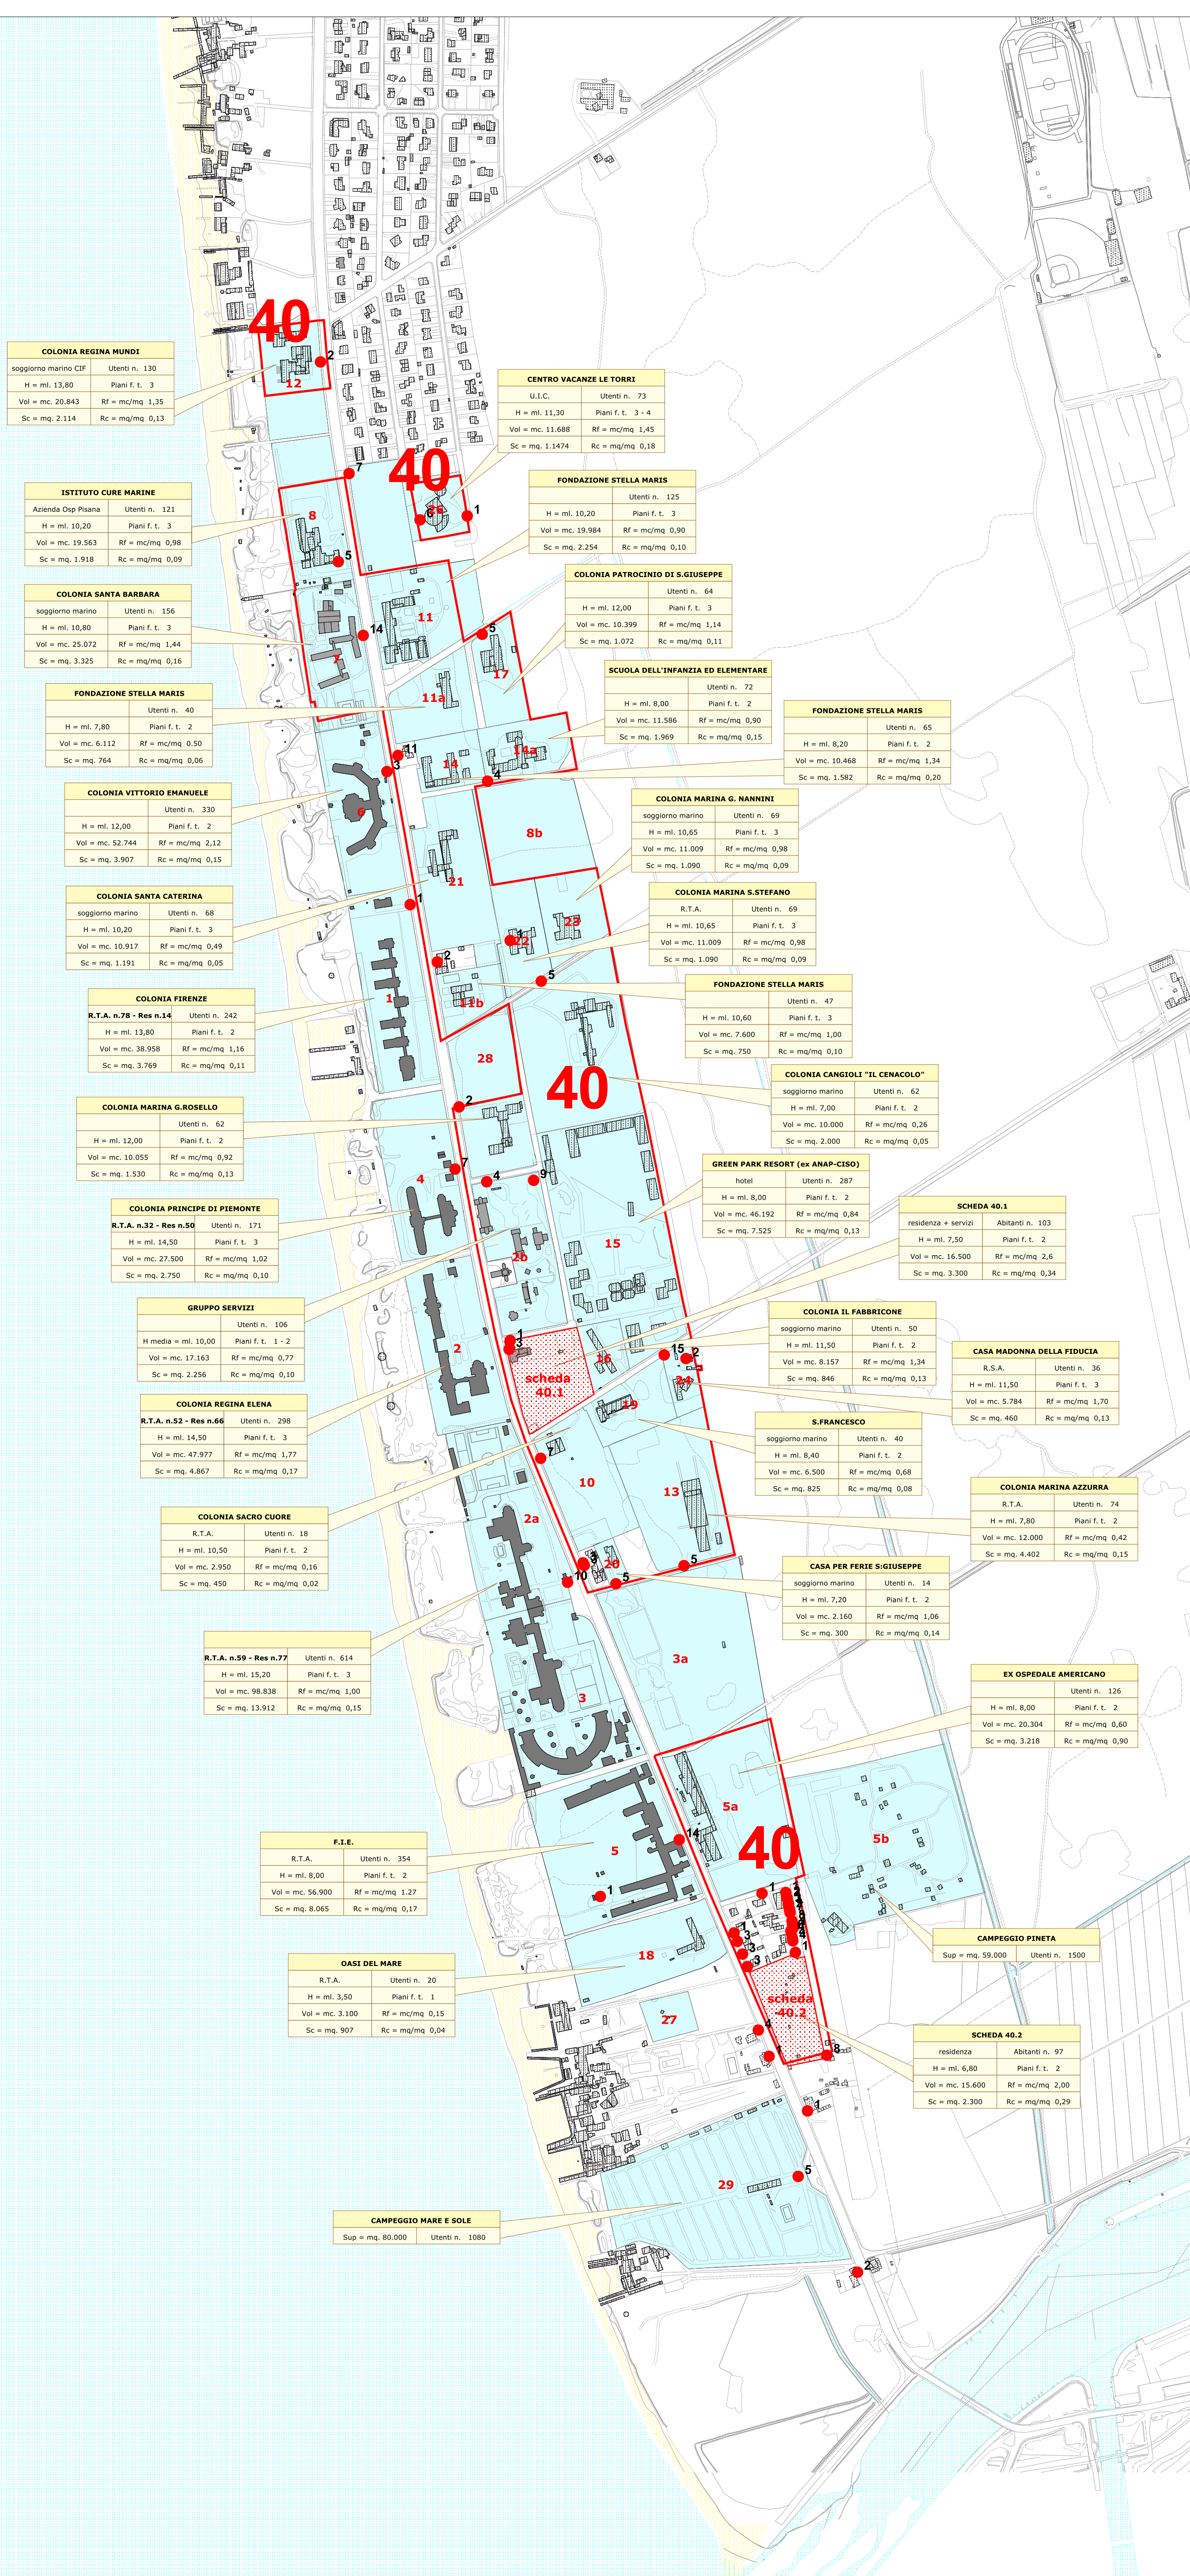 40
COLONIA REGINA MUNDI
soggiorno marino CIF Utenti n. 130
H = ml. 13,80 Piani f. t. 3
Vol = mc. 20.843 Rf = mc/mq 1,35
Sc = mq. 2.114 Rc = mq/mq 0,13
2
12
CENTRO VACANZE LE TORRI
U.I.C. Utenti n. 73
H = ml. 11,30 Piani f. t. 3 - 4
Vol = mc. 11.688 Rf = mc/mq 1,45
Sc = mq. 1.1474 Rc = mq/mq 0,18
40
7
26
6
1
ISTITUTO CURE MARINE
Azienda Osp Pisana Utenti n. 121
H = ml. 10,20 Piani f. t. 3
Vol = mc. 19.563 Rf = mc/mq 0,98
Sc = mq. 1.918 Rc = mq/mq 0,09
8
5
FONDAZIONE STELLA MARIS
Utenti n. 125
H = ml. 10,20 Piani f. t. 3
Vol = mc. 19.984 Rf = mc/mq 0,90
Sc = mq. 2.254 Rc = mq/mq 0,10
COLONIA PATROCINIO DI S.GIUSEPPE
Utenti n. 64
H = ml. 12,00 Piani f. t. 3
Vol = mc. 10.399 Rf = mc/mq 1,14
Sc = mq. 1.072 Rc = mq/mq 0,11
COLONIA SANTA BARBARA
soggiorno marino Utenti n. 156
H = ml. 10,80 Piani f. t. 3
Vol = mc. 25.072 Rf = mc/mq 1,44
Sc = mq. 3.325 Rc = mq/mq 0,16
11
14
5
7
17
11a
SCUOLA DELL'INFANZIA ED ELEMENTARE
Utenti n. 72
H = ml. 8,00 Piani f. t. 2
Vol = mc. 11.586 Rf = mc/mq 0,90
Sc = mq. 1.969 Rc = mq/mq 0,15
FONDAZIONE STELLA MARIS
Utenti n. 40
H = ml. 7,80 Piani f. t. 2
Vol = mc. 6.112 Rf = mc/mq 0.50
Sc = mq. 764 Rc = mq/mq 0,06
FONDAZIONE STELLA MARIS
Utenti n. 65
H = ml. 8,20 Piani f. t. 2
Vol = mc. 10.468 Rf = mc/mq 1,34
Sc = mq. 1.582 Rc = mq/mq 0,20
11
3
14
14a
4
COLONIA VITTORIO EMANUELE
Utenti n. 330
H = ml. 12,00 Piani f. t. 2
Vol = mc. 52.744 Rf = mc/mq 2,12
Sc = mq. 3.907 Rc = mq/mq 0,15
6
8b
COLONIA MARINA G. NANNINI
soggiorno marino Utenti n. 69
H = ml. 10,65 Piani f. t. 3
Vol = mc. 11.009 Rf = mc/mq 0,98
Sc = mq. 1.090 Rc = mq/mq 0,09
COLONIA SANTA CATERINA
soggiorno marino Utenti n. 68
H = ml. 10,20 Piani f. t. 3
Vol = mc. 10.917 Rf = mc/mq 0,49
Sc = mq. 1.191 Rc = mq/mq 0,05
21
1
23
22
1
2
5
COLONIA MARINA S.STEFANO
R.T.A. Utenti n. 69
H = ml. 10,65 Piani f. t. 3
Vol = mc. 11.009 Rf = mc/mq 0,98
Sc = mq. 1.090 Rc = mq/mq 0,09
COLONIA FIRENZE
R.T.A. n.78 - Res n.14 Utenti n. 242
H = ml. 13,80 Piani f. t. 2
Vol = mc. 38.958 Rf = mc/mq 1,16
Sc = mq. 3.769 Rc = mq/mq 0,11
1
11b
FONDAZIONE STELLA MARIS
Utenti n. 47
H = ml. 10,60 Piani f. t. 3
Vol = mc. 7.600 Rf = mc/mq 1,00
Sc = mq. 750 Rc = mq/mq 0,10
28
40
COLONIA CANGIOLI "IL CENACOLO"
soggiorno marino Utenti n. 62
H = ml. 7,00 Piani f. t. 2
Vol = mc. 10.000 Rf = mc/mq 0,26
Sc = mq. 2.000 Rc = mq/mq 0,05
COLONIA MARINA G.ROSELLO
Utenti n. 62
H = ml. 12,00 Piani f. t. 2
Vol = mc. 10.055 Rf = mc/mq 0,92
Sc = mq. 1.530 Rc = mq/mq 0,13
2
7
4
4
9
GREEN PARK RESORT (ex ANAP-CISO)
hotel Utenti n. 287
H = ml. 8,00 Piani f. t. 2
Vol = mc. 46.192 Rf = mc/mq 0,84
Sc = mq. 7.525 Rc = mq/mq 0,13
COLONIA PRINCIPE DI PIEMONTE
R.T.A. n.32 - Res n.50 Utenti n. 171
H = ml. 14,50 Piani f. t. 3
Vol = mc. 27.500 Rf = mc/mq 1,02
Sc = mq. 2.750 Rc = mq/mq 0,10
SCHEDA 40.1
residenza + servizi Abitanti n. 103
H = ml. 7,50 Piani f. t. 2
Vol = mc. 16.500 Rf = mc/mq 2,6
Sc = mq. 3.300 Rc = mq/mq 0,34
2b
15
GRUPPO SERVIZI
Utenti n. 106
H media = ml. 10,00 Piani f. t. 1 - 2
Vol = mc. 17.163 Rf = mc/mq 0,77
Sc = mq. 2.256 Rc = mq/mq 0,10
COLONIA IL FABBRICONE
soggiorno marino Utenti n. 50
H = ml. 11,50 Piani f. t. 2
Vol = mc. 8.157 Rf = mc/mq 1,34
Sc = mq. 846 Rc = mq/mq 0,13
2
1
3
scheda
40.1
16
15
2
24
19
CASA MADONNA DELLA FIDUCIA
R.S.A. Utenti n. 36
H = ml. 11,50 Piani f. t. 3
Vol = mc. 5.784 Rf = mc/mq 1,70
Sc = mq. 460 Rc = mq/mq 0,13
COLONIA REGINA ELENA
R.T.A. n.52 - Res n.66 Utenti n. 298
H = ml. 14,50 Piani f. t. 3
Vol = mc. 47.977 Rf = mc/mq 1,77
Sc = mq. 4.867 Rc = mq/mq 0,17
S.FRANCESCO
soggiorno marino Utenti n. 40
H = ml. 8,40 Piani f. t. 2
Vol = mc. 6.500 Rf = mc/mq 0,68
Sc = mq. 825 Rc = mq/mq 0,08
10
13
COLONIA MARINA AZZURRA
R.T.A. Utenti n. 74
H = ml. 7,80 Piani f. t. 2
Vol = mc. 12.000 Rf = mc/mq 0,42
Sc = mq. 4.402 Rc = mq/mq 0,15
COLONIA SACRO CUORE
R.T.A. Utenti n. 18
H = ml. 10,50 Piani f. t. 2
Vol = mc. 2.950 Rf = mc/mq 0,16
Sc = mq. 450 Rc = mq/mq 0,02
2a
20
10
5
5
CASA PER FERIE S:GIUSEPPE
soggiorno marino Utenti n. 14
H = ml. 7,20 Piani f. t. 2
Vol = mc. 2.160 Rf = mc/mq 1,06
Sc = mq. 300 Rc = mq/mq 0,14
R.T.A. n.59 - Res n.77 Utenti n. 614
H = ml. 15,20 Piani f. t. 3
Vol = mc. 98.838 Rf = mc/mq 1,00
Sc = mq. 13.912 Rc = mq/mq 0,15
3a
3
EX OSPEDALE AMERICANO
Utenti n. 126
H = ml. 8,00 Piani f. t. 2
Vol = mc. 20.304 Rf = mc/mq 0,60
Sc = mq. 3.218 Rc = mq/mq 0,90
5a
5b
40
F.I.E.
R.T.A. Utenti n. 354
H = ml. 8,00 Piani f. t. 2
Vol = mc. 56.900 Rf = mc/mq 1.27
Sc = mq. 8.065 Rc = mq/mq 0,17
14
5
1
1
1
3
3
3
4
1
18
CAMPEGGIO PINETA
Sup = mq. 59.000 Utenti n. 1500
OASI DEL MARE
R.T.A. Utenti n. 20
H = ml. 3,50 Piani f. t. 1
Vol = mc. 3.100 Rf = mc/mq 0,15
Sc = mq. 907 Rc = mq/mq 0,04
scheda
40.2
27
4
1
8
SCHEDA 40.2
residenza Abitanti n. 97
H = ml. 6,80 Piani f. t. 2
Vol = mc. 15.600 Rf = mc/mq 2,00
Sc = mq. 2.300 Rc = mq/mq 0,29
1
5
29
CAMPEGGIO MARE E SOLE
Sup = mq. 80.000 Utenti n. 1080
2